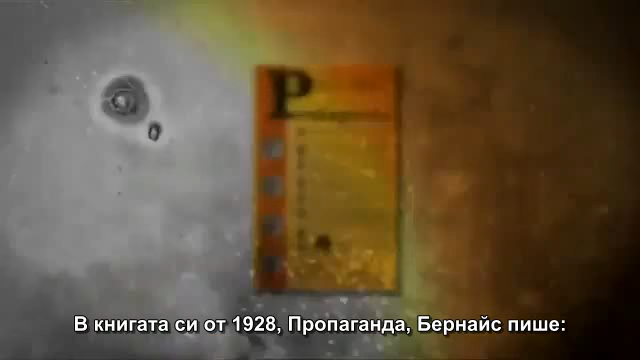 P
В книгата си от 1928, Пропаганда, Бернайс пише: